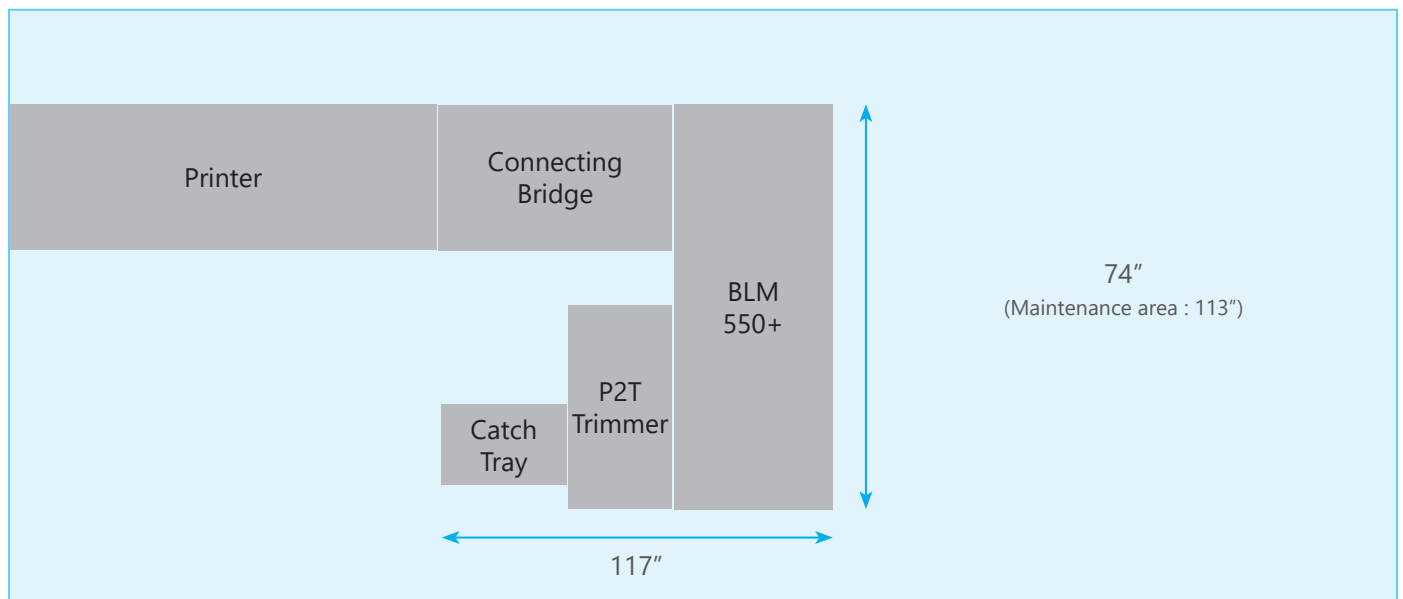 Printer
Connecting
Bridge
BLM
550+
74”
(Maintenance area : 113”)
P2T
Trimmer
Catch
Tray
117”